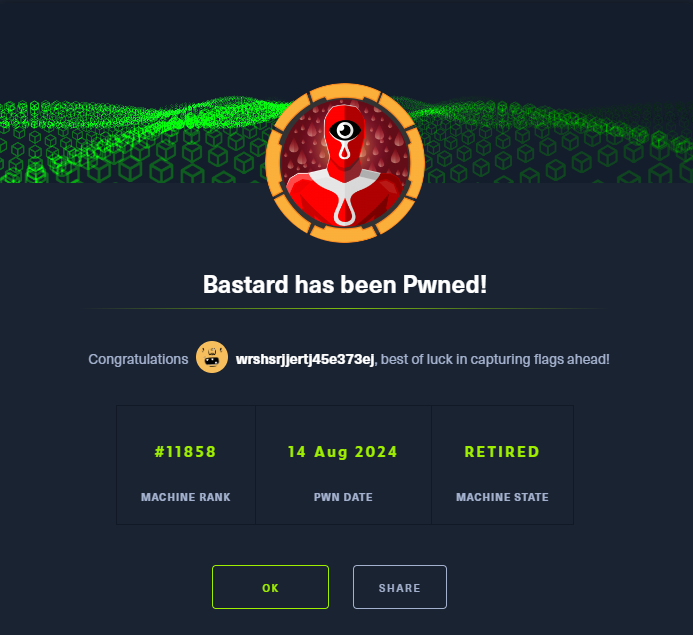 Bastard has been Pwned!
Congratulations wrshsrjjertj45e373ej, best of luck in capturing flags ahead!
#11858 14 Aug 2024 RETIRED
MACHINE RANK PWN DATE MACHINE STATE
OK SHARE